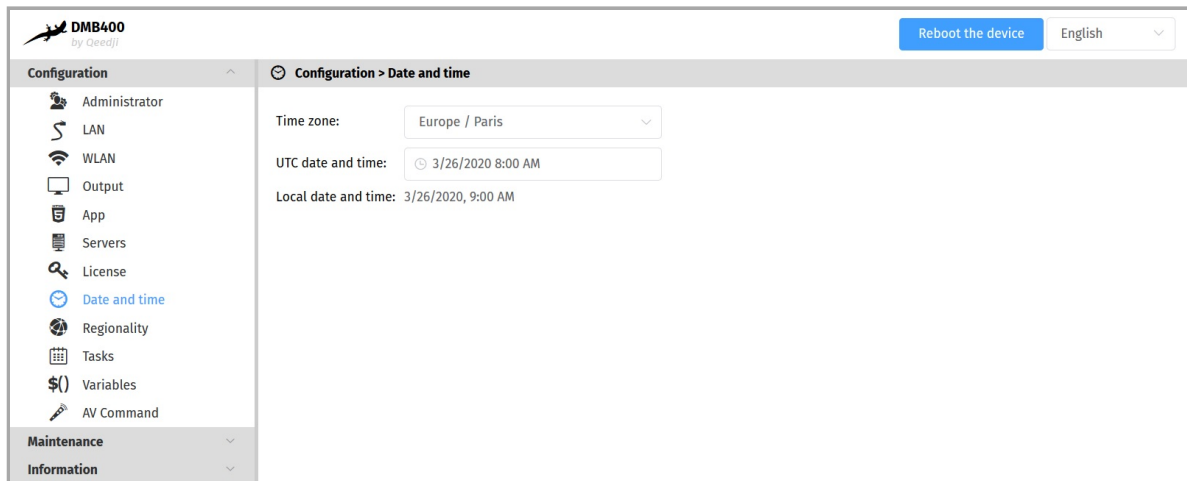 DMB400
by Qeedji
Reboot the device
English
Configuration
Administrator
LAN
WLAN
Output
App
Servers
License
Date and time
Regionality
Tasks
$() Variables
AV Command
Maintenance
Information
Configuration > Date and time
Time zone: Europe / Paris
UTC date and time: 3/26/2020 8:00 AM
Local date and time: 3/26/2020, 9:00 AM